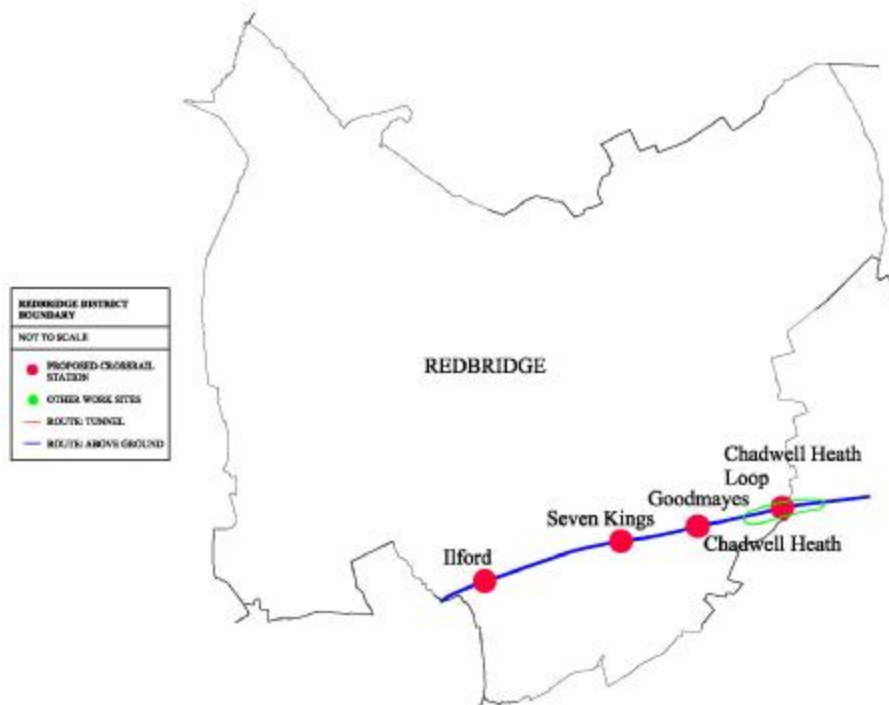 REDBRIDGE DISTRICT
BOUNDARY
NOT TO SCALE
PROPOSED CROSSRAIL
STATION
OTHER WORK SITES
ROUTE: TUNNEL
ROUTE: ABOVE GROUND
REDBRIDGE
Chadwell Heath
Loop
Goodmayes
Seven Kings
Chadwell Heath
Ilford